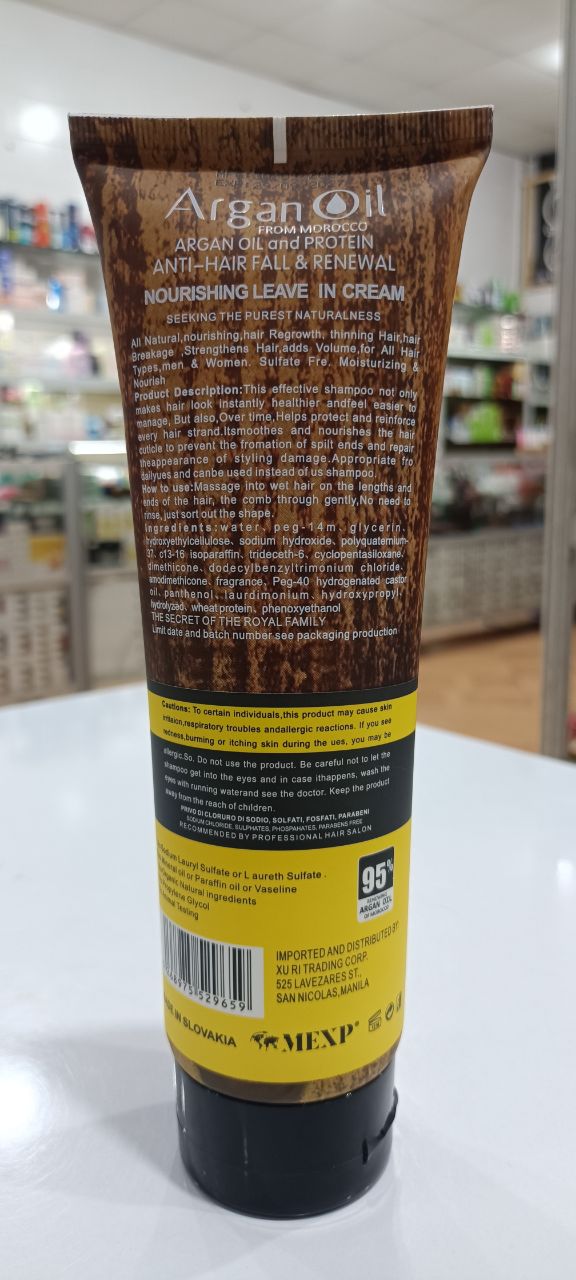 Argan Oil
FROM MOROCCO
ARGAN OIL and PROTEIN
ANTI-HAIR FALL & RENEWAL
NOURISHING LEAVE IN CREAM
SEEKING THE PUREST NATURALNESS
All Natural,nourishing,hair Regrowth, thinning Hair,hair
Breakage ,Strengthens Hair,adds Volume,for All Hair
Types,men & Women. Sulfate Fre, Moisturizing &
Nourish
Product Description:This effective shampoo not only
makes hair look instantly healthier andfeel easier to
manage, But also,Over time,Helps protect and reinforce
every hair strand.Itsmoothes and nourishes the hair
cuticle to prevent the fromation of spilt ends and repair
theappearance of styling damage.Appropriate fro
dailyues and canbe used instead of us shampoo.
How to use:Massage into wet hair on the lengths and
ends of the hair, the comb through gently,No need to
rinse, just sort out the shape.
Ingredients:water、peg-14m、glycerin、
hydroxyethylcellulose、sodium hydroxide、polyquaternium-
37、c13-16 isoparaffin、trideceth-6、cyclopentasiloxane、
dimethicone、dodecylbenzyltrimonium chloride、
amodimethicone、fragrance、Peg-40 hydrogenated castor
oil、panthenol、laurdimonium、hydroxypropyl、
hydrolyzed、wheat protein、phenoxyethanol
THE SECRET OF THE ROYAL FAMILY
Limit date and batch number see packaging production
Cautions: To certain individuals,this product may cause skin
irritaion,respiratory troubles andallergic reactions. If you see
redness,burming or itching skin during the ues, you may be
allergic.So. Do not use the product. Be careful not to let the
shampoo get into the eyes and in case ithappens, wash the
eyes with running waterand see the doctor. Keep the product
away from the reach of children.
PRIVO DI CLORURO DI SODIO, SOLFATI, FOSFATI, PARABENI
SODIUM CHLORIDE, SULPHATES, PHOSPAHATES, PARABENS FREE
RECOMMENDED BY PROFESSIONAL HAIR SALON
Sodium Lauryl Sulfate or L aureth Sulfate .
Mineral oil or Paraffin oil or Vaseline
Natural ingredients
Glycol
Testing
95%
ARGAN OIL
OF MOROCCO
IMPORTED AND DISTRIBUTED BY:
XU RI TRADING CORP.
525 LAVEZARES ST.,
SAN NICOLAS,MANILA
975 529659
IN SLOVAKIA
MEXP®